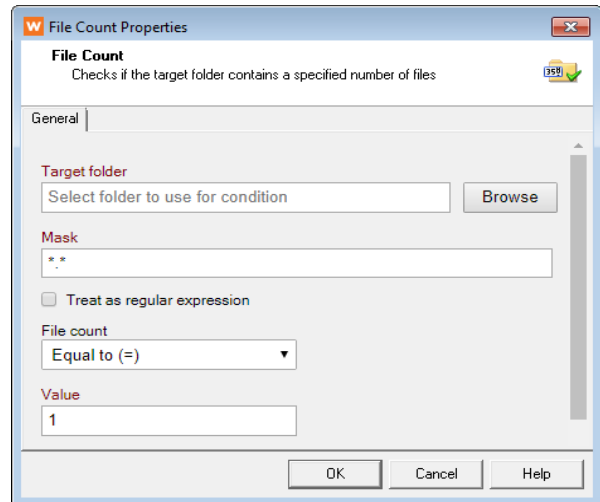 W File Count Properties
File Count
Checks if the target folder contains a specified number of files
General
Target folder
Select folder to use for condition
Browse
Mask
*.*
Treat as regular expression
File count
Equal to (=)
Value
1
OK Cancel Help